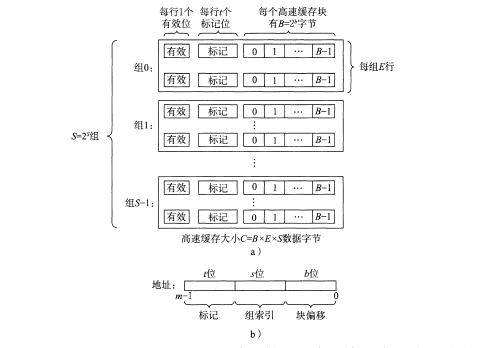 每行1个 每行t个 每个高速缓存块
有效位 标记位 有B=2^b字节
有效 标记 0 1 … B-1
组0: 每组E行
有效 标记 0 1 … B-1
有效 标记 0 1 … B-1
组1: ⋮
有效 标记 0 1 … B-1
S=2^s组
⋮
有效 标记 0 1 … B-1
组S-1: ⋮
有效 标记 0 1 … B-1
高速缓存大小C=B×E×S数据字节
a)
t位 s位 b位
地址:
m-1 0
标记 组索引 块偏移
b)